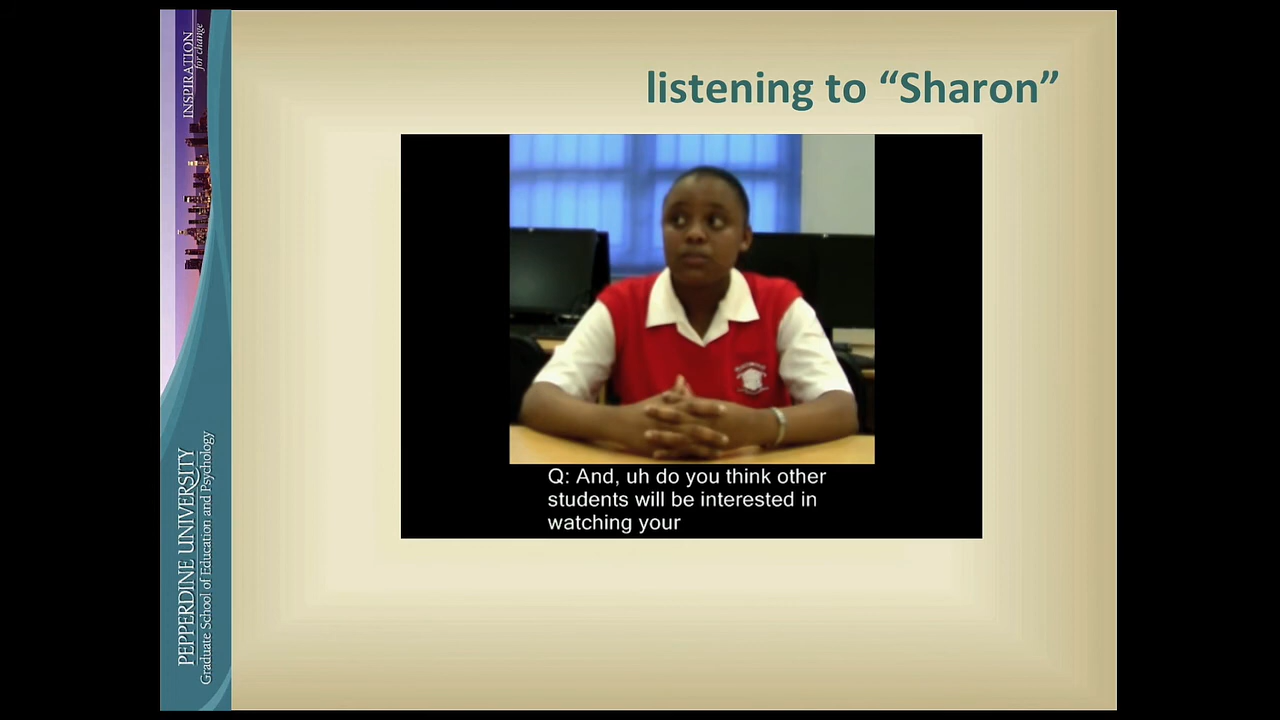 listening to “Sharon”
Q: And, uh do you think other
students will be interested in
watching your
INSPIRATION
for change
PEPPERDINE UNIVERSITY
Graduate School of Education and Psychology